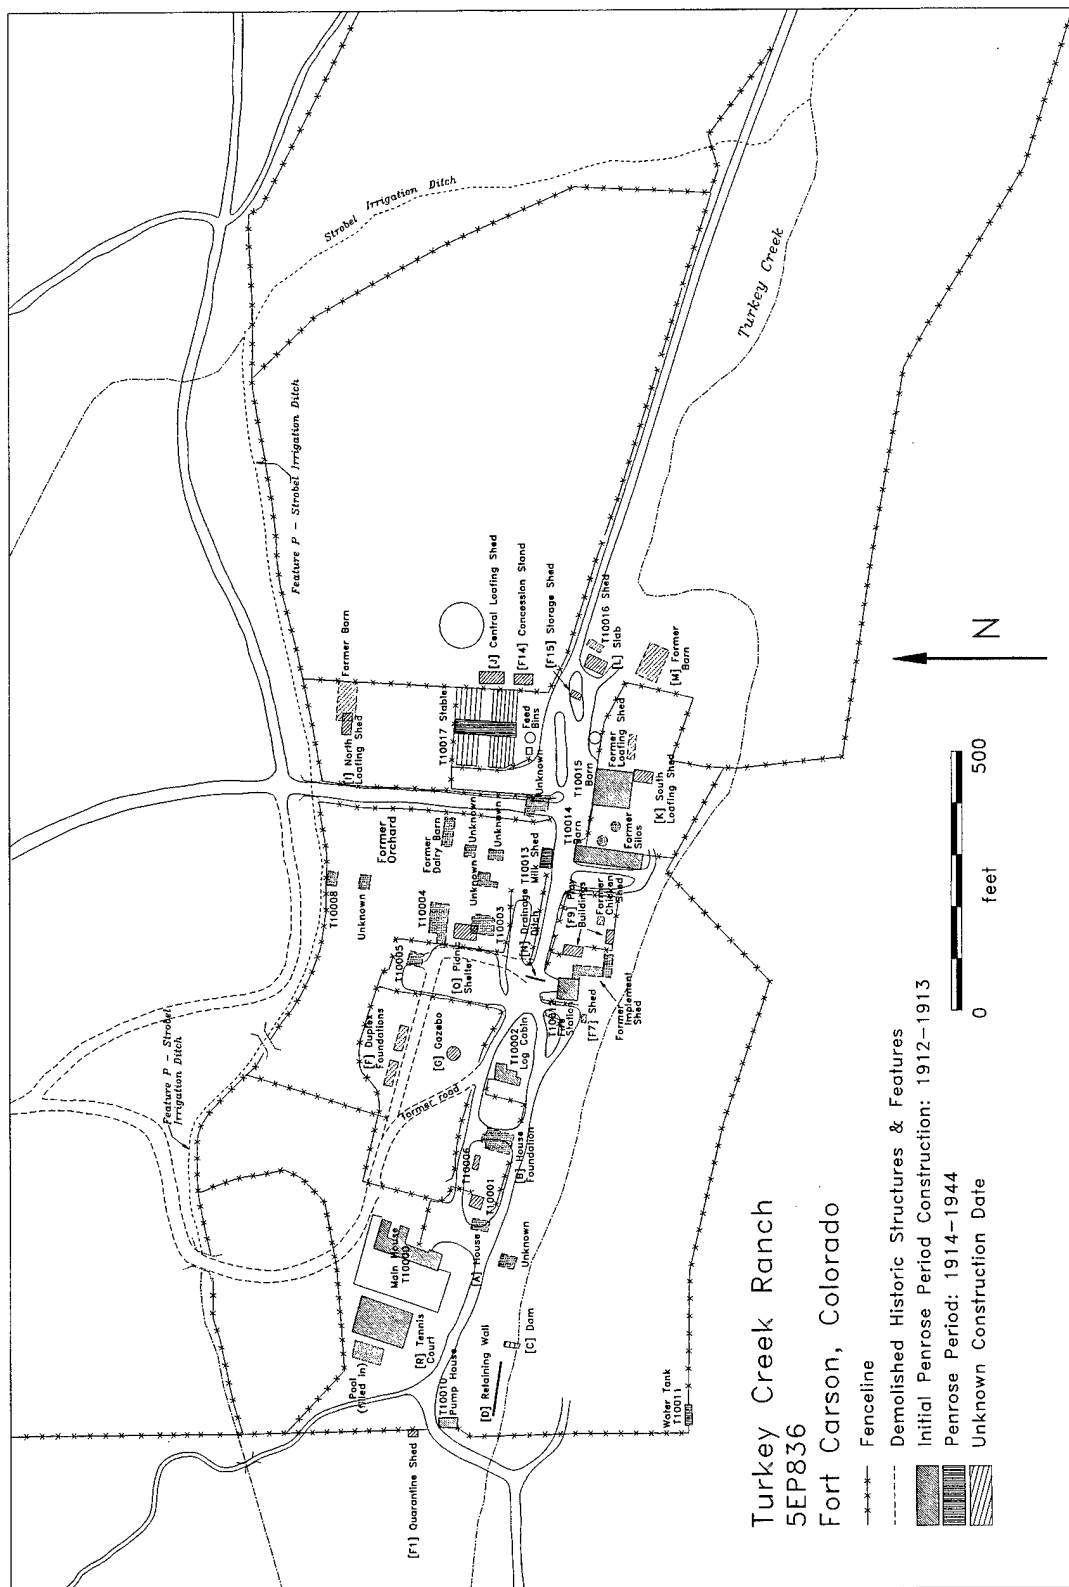 Strobel Irrigation Ditch
Feature P – Strobel Irrigation Ditch
Turkey Creek
Feature P – Strobel
Irrigation Ditch
Former Barn
[I] North
Loafing Shed
T10017 Stable
[J] Central Loafing Shed
[F14] Concession Stand
[F15] Storage Shed
Feed
Bins
T10016 Shed
[L] Slab
[M] Former
Barn
Former
Loafing Shed
T10015
Barn
[K] South
Loafing Shed
Unknown
T10014
Barn
Former
Silos
Former
Orchard
Former
Dairy Barn
Unknown
Unknown
Unknown
T10013
Milk Shed
T10008
Unknown
T10004
T10003
[N] Drainage
Ditch
[F9] Play
Buildings
Former
Chicken
Shed
T10005
[O] Picnic
Shelter
[F] Duplex
Foundations
[G] Gazebo
former road
T10002
Log Cabin
Fire
Station
[F7] Shed
Former
Implement
Shed
T10006
[B] House
Foundation
T10001
[A] House
Unknown
Main House
T10000
[R] Tennis
Court
Pool
(filled in)
[C] Dam
[D] Retaining Wall
T10010
Pump House
[F1] Quarantine Shed
Water Tank
T10011
N
Turkey Creek Ranch
5EP836
Fort Carson, Colorado
Fenceline
Demolished Historic Structures & Features
Initial Penrose Period Construction: 1912–1913
Penrose Period: 1914–1944
Unknown Construction Date
0 500
feet